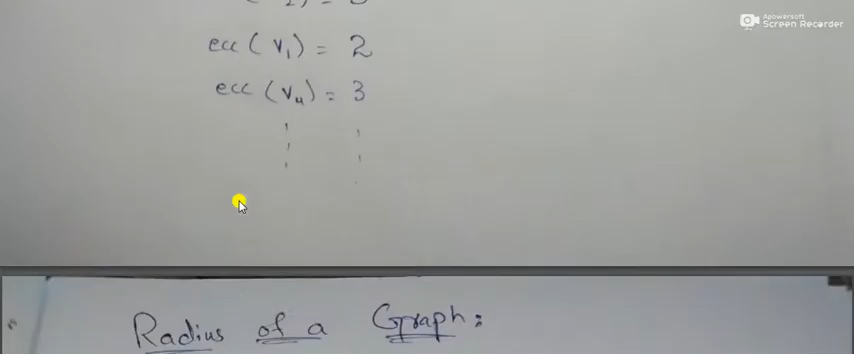 Apowersoft
Screen Recorder
ecc (v₁) = 2
ecc (v₄) = 3
Radius of a Graph: